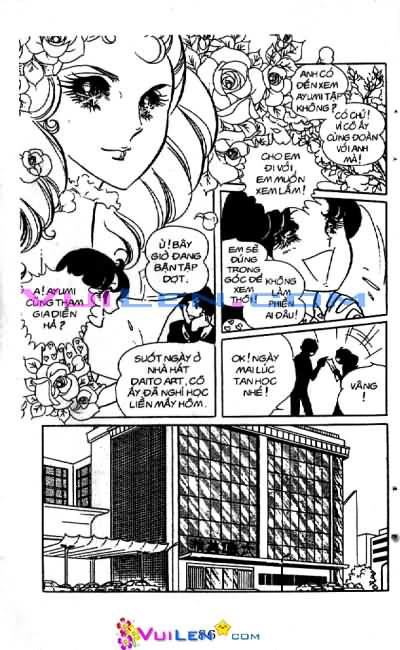 ANH CÓ
ĐẾN XEM
AYUMI TẬP
KHÔNG?
CÓ CHỨ!
VÌ CÔ ẤY
CÙNG ĐOÀN
VỚI ANH
MÀ!
CHO EM
ĐI VỚI,
EM MUỐN
XEM LẮM!
Ừ! BÂY
GIỜ ĐANG
BẬN TẬP
DỢT.
A! AYUMI
CŨNG THAM
GIA DIỄN
HẢ?
SUỐT NGÀY Ở
NHÀ HÁT
DAITO ART, CÔ
ẤY ĐÃ NGHỈ HỌC
LIỀN MẤY HÔM.
EM SẼ
ĐỨNG
TRONG
GÓC ĐỂ
XEM
THÔI
KHÔNG
LÀM
PHIỀN
AI ĐÂU!
VUILEN.COM
OK! NGÀY
MAI LÚC
TAN HỌC
NHÉ!
VÂNG!
86
VUILEN.COM